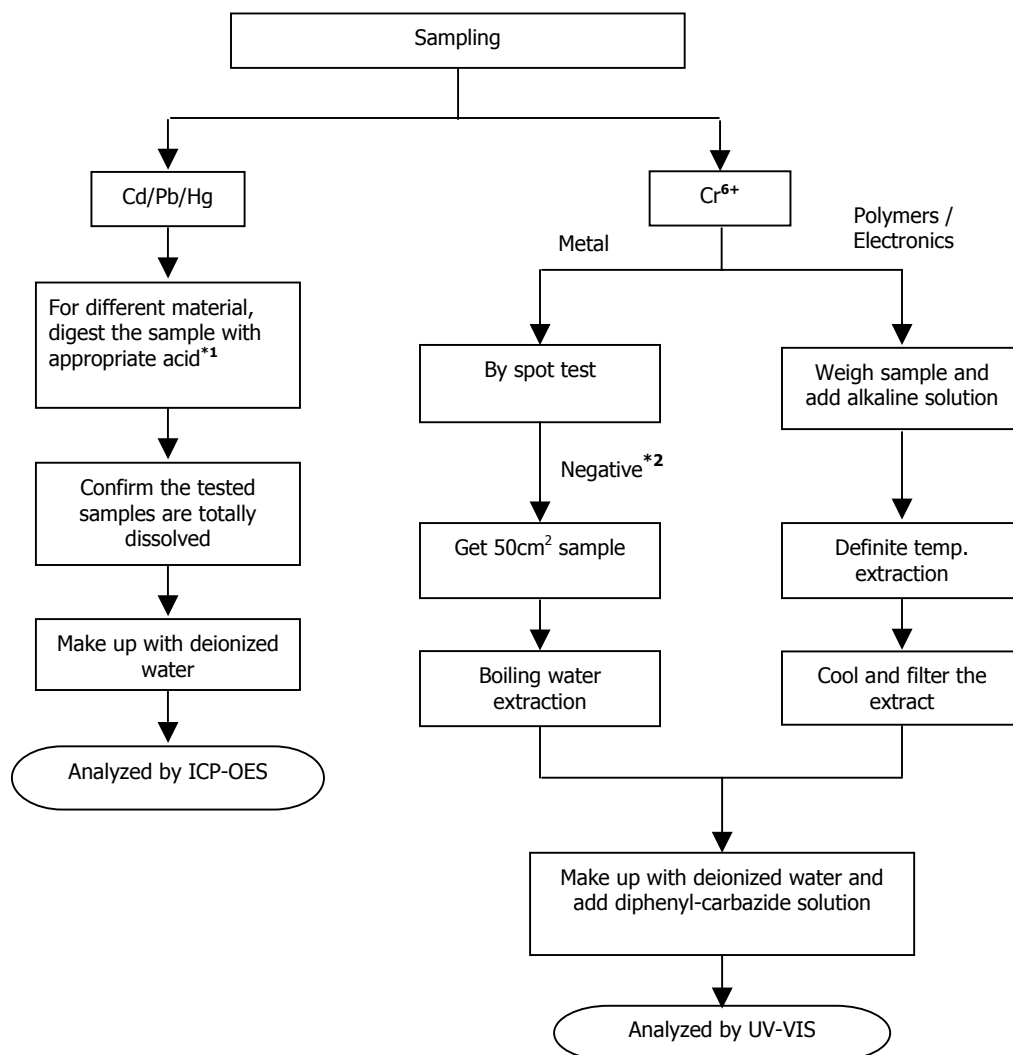 Sampling
Cd/Pb/Hg
For different material,
digest the sample with
appropriate acid*1
Confirm the tested
samples are totally
dissolved
Make up with deionized
water
Analyzed by ICP-OES
Cr6+
Metal
Polymers /
Electronics
By spot test
Negative*2
Get 50cm2 sample
Boiling water
extraction
Weigh sample and
add alkaline solution
Definite temp.
extraction
Cool and filter the
extract
Make up with deionized water and
add diphenyl-carbazide solution
Analyzed by UV-VIS